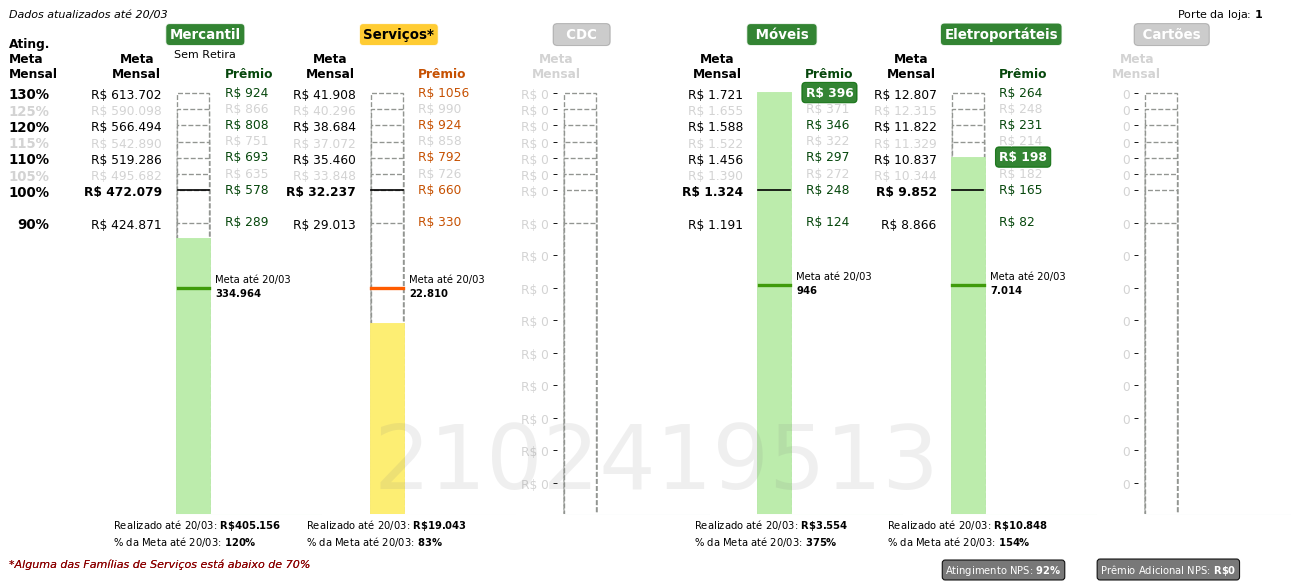 Dados atualizados até 20/03
Porte da loja: 1
Mercantil
Serviços*
CDC
Móveis
Eletroportáteis
Cartões
Ating. Meta Mensal
Sem Retira
Meta Mensal Prêmio Meta Mensal Prêmio Meta Mensal Meta Mensal Prêmio Meta Mensal Prêmio Meta Mensal
130% R$ 613.702 R$ 924 R$ 41.908 R$ 1056 R$ 0 R$ 1.721 R$ 396 R$ 12.807 R$ 264 0
125% R$ 590.098 R$ 866 R$ 40.296 R$ 990 R$ 0 R$ 1.655 R$ 371 R$ 12.315 R$ 248 0
120% R$ 566.494 R$ 808 R$ 38.684 R$ 924 R$ 0 R$ 1.588 R$ 346 R$ 11.822 R$ 231 0
115% R$ 542.890 R$ 751 R$ 37.072 R$ 858 R$ 0 R$ 1.522 R$ 322 R$ 11.329 R$ 214 0
110% R$ 519.286 R$ 693 R$ 35.460 R$ 792 R$ 0 R$ 1.456 R$ 297 R$ 10.837 R$ 198 0
105% R$ 495.682 R$ 635 R$ 33.848 R$ 726 R$ 0 R$ 1.390 R$ 272 R$ 10.344 R$ 182 0
100% R$ 472.079 R$ 578 R$ 32.237 R$ 660 R$ 0 R$ 1.324 R$ 248 R$ 9.852 R$ 165 0
90% R$ 424.871 R$ 289 R$ 29.013 R$ 330 R$ 0 R$ 1.191 R$ 124 R$ 8.866 R$ 82 0
R$ 0 0
Meta até 20/03 Meta até 20/03 Meta até 20/03 Meta até 20/03
334.964 22.810 R$ 0 946 7.014 0
R$ 0 0
R$ 0 0
R$ 0 0
R$ 0 0
R$ 0 0
R$ 0 0
2102419513
Realizado até 20/03: R$405.156 Realizado até 20/03: R$19.043 Realizado até 20/03: R$3.554 Realizado até 20/03: R$10.848
% da Meta até 20/03: 120% % da Meta até 20/03: 83% % da Meta até 20/03: 375% % da Meta até 20/03: 154%
*Alguma das Famílias de Serviços está abaixo de 70%
Atingimento NPS: 92%
Prêmio Adicional NPS: R$0